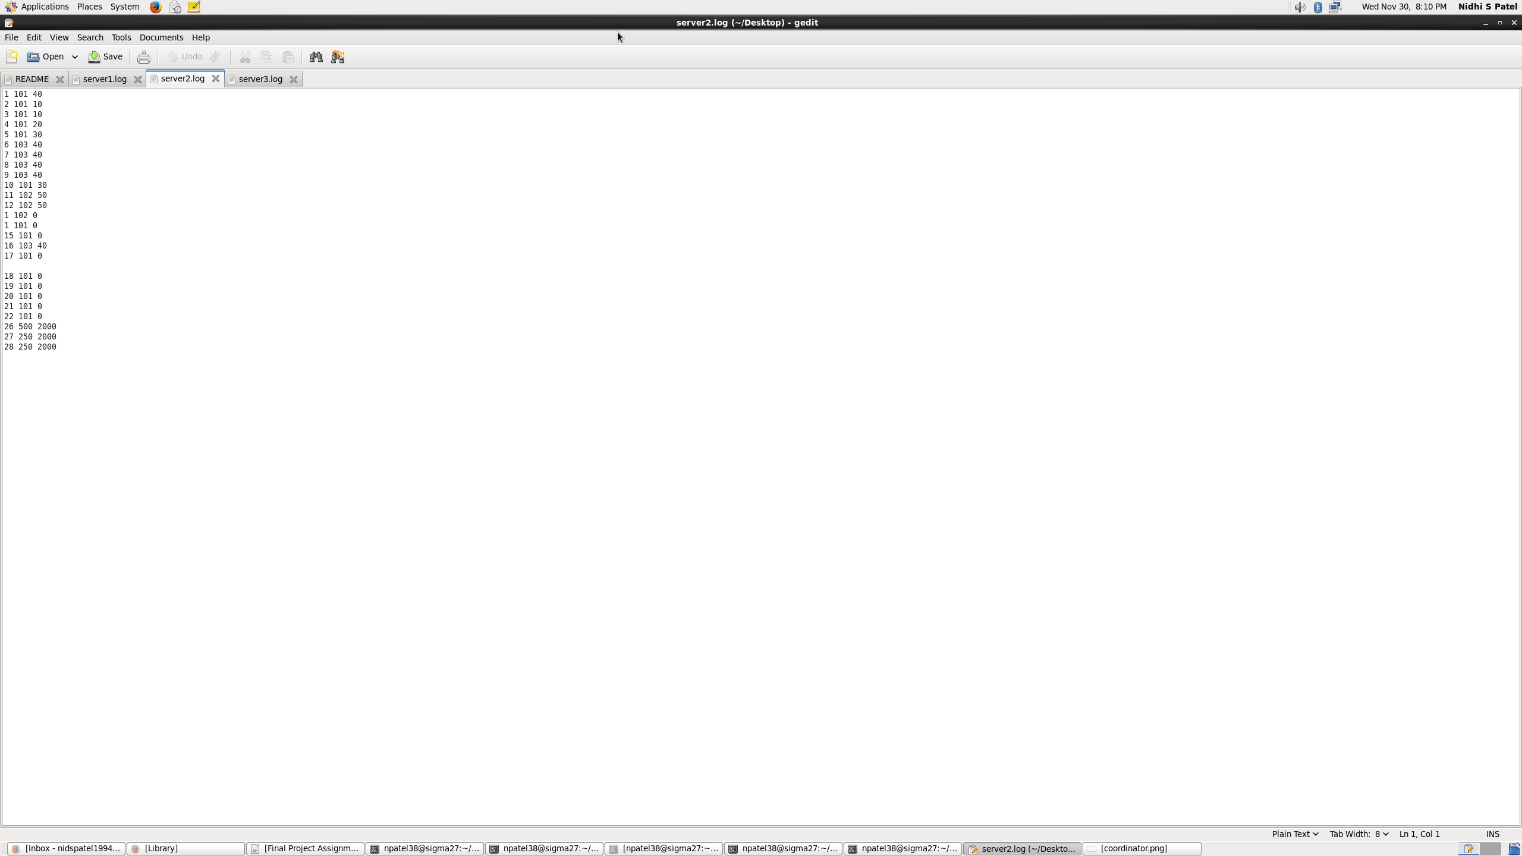 Applications Places System Wed Nov 30, 8:10 PM Nidhi S Patel
server2.log (~/Desktop) - gedit
File Edit View Search Tools Documents Help
Open Save Undo
README server1.log server2.log server3.log
1 101 40
2 101 10
3 101 10
4 101 20
5 101 30
6 103 40
7 103 40
8 103 40
9 103 40
10 101 30
11 102 50
12 102 50
1 102 0
1 101 0
15 101 0
16 103 40
17 101 0
18 101 0
19 101 0
20 101 0
21 101 0
22 101 0
26 500 2000
27 250 2000
28 250 2000
Plain Text Tab Width: 8 Ln 1, Col 1 INS
[Inbox - nidspatel1994... [Library] [Final Project Assignm... npatel38@sigma27:~/... npatel38@sigma27:~/... [npatel38@sigma27:~... npatel38@sigma27:~/... npatel38@sigma27:~/... server2.log (~/Deskto... [coordinator.png]